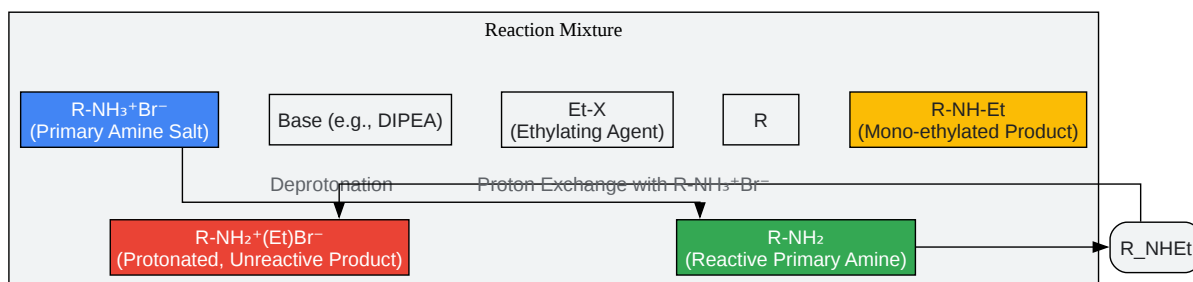 Reaction Mixture
R-NH₃⁺Br⁻
(Primary Amine Salt)
Base (e.g., DIPEA)
Et-X
(Ethylating Agent)
R
R-NH-Et
(Mono-ethylated Product)
Deprotonation
Proton Exchange with R-NH₃⁺Br⁻
R-NH₂⁺(Et)Br⁻
(Protonated, Unreactive Product)
R-NH₂
(Reactive Primary Amine)
R_NHEt